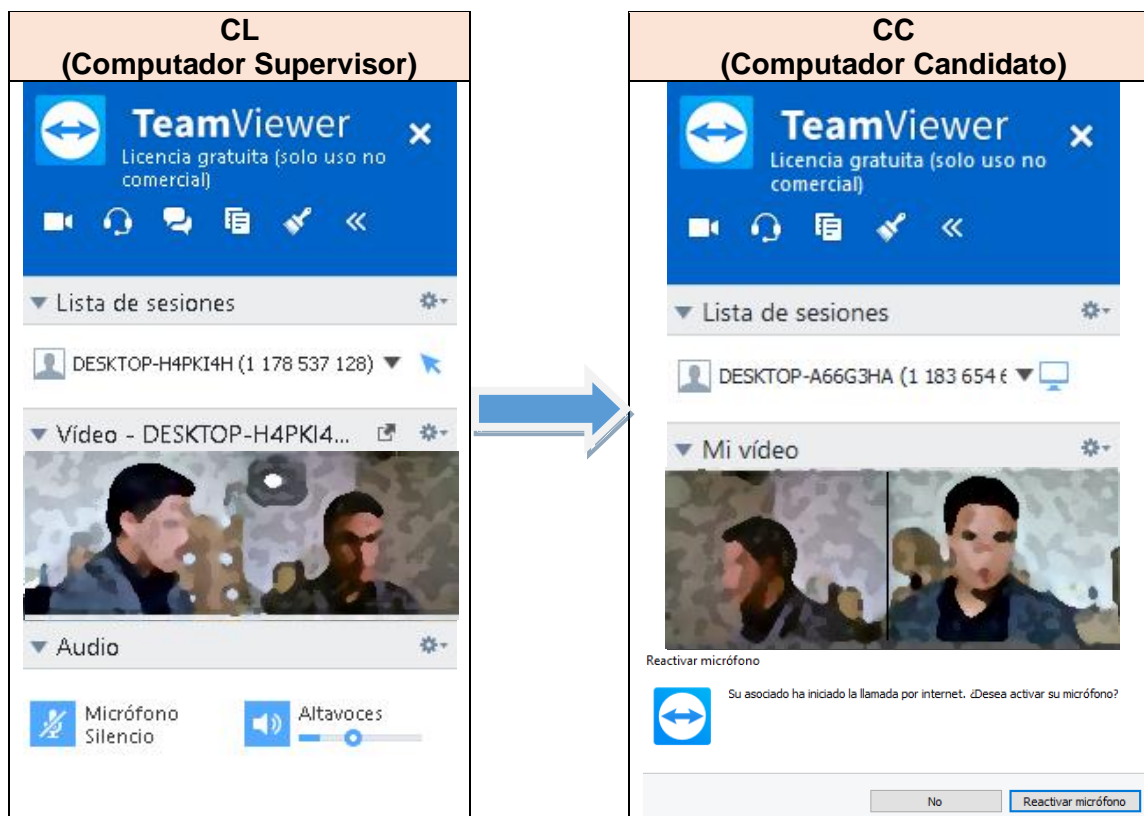 CL
(Computador Supervisor)
TeamViewer
Licencia gratuita (solo uso no
comercial)
Lista de sesiones
DESKTOP-H4PKI4H (1 178 537 128)
Vídeo - DESKTOP-H4PKI4...
Audio
Micrófono
Silencio
Altavoces
CC
(Computador Candidato)
TeamViewer
Licencia gratuita (solo uso no
comercial)
Lista de sesiones
DESKTOP-A66G3HA (1 183 654 6
Mi vídeo
Reactivar micrófono
Su asociado ha iniciado la llamada por internet. ¿Desea activar su micrófono?
No
Reactivar micrófono